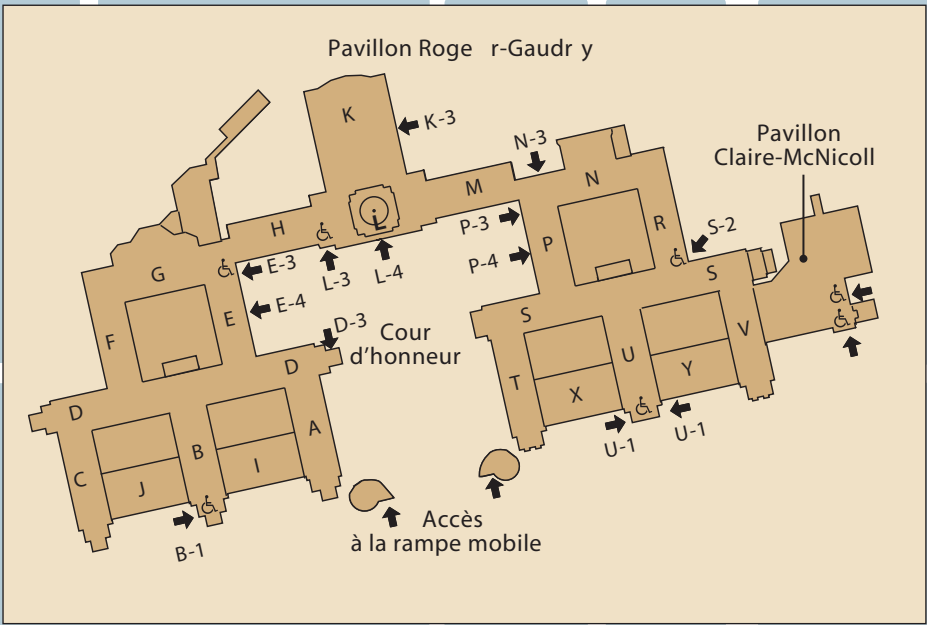 Pavillon Roge r-Gaudr y
K
K-3
N-3
Pavillon
Claire-McNicoll
M
N
i
L
H
P-3
P
R
S-2
G
E-3
L-3
L-4
P-4
S
E-4
E
D-3
Cour
d'honneur
F
D
S
U
V
T
X
Y
D
A
B
C
J
I
U-1
U-1
B-1
Accès
à la rampe mobile